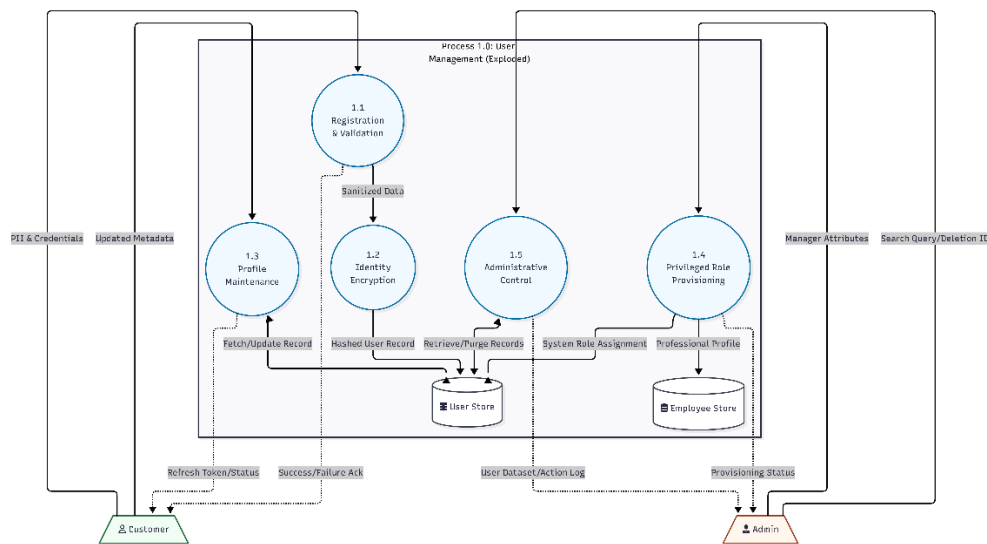 Process 1.0: User
Management (Exploded)
1.1
Registration
& Validation
Sanitized Data
PII & Credentials
Updated Metadata
Manager Attributes
Search Query/Deletion ID
1.3
Profile
Maintenance
1.2
Identity
Encryption
1.5
Administrative
Control
1.4
Privileged Role
Provisioning
Fetch/Update Record
Hashed User Record
Retrieve/Purge Records
System Role Assignment
Professional Profile
User Store
Employee Store
Refresh Token/Status
Success/Failure Ack
User Dataset/Action Log
Provisioning Status
Customer
Admin